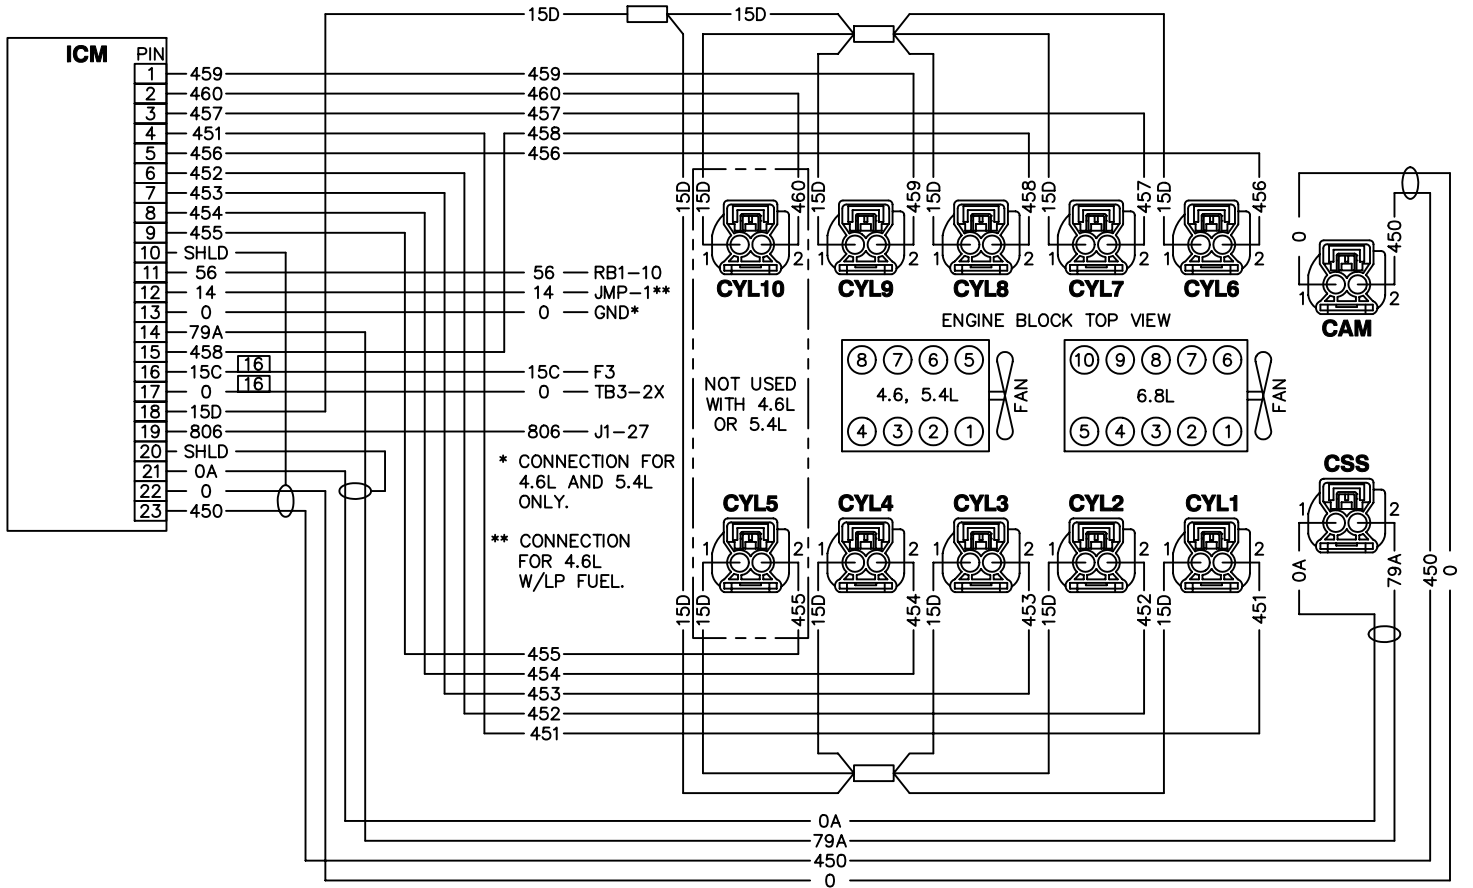 15D 15D
ICM PIN
1 459 459
2 460 460
3 457 457
4 451 458
5 456 456
6 452
7 453
8 454
9 455
10 SHLD
11 56 56 RB1-10
12 14 14 JMP-1**
13 0 0 GND*
14 79A
15 458
16 15C 16 15C F3
17 0 16 0 TB3-2X
18 15D
19 806 806 J1-27
20 SHLD
21 0A
22 0
23 450
* CONNECTION FOR
4.6L AND 5.4L
ONLY.
** CONNECTION
FOR 4.6L
W/LP FUEL.
15D 15D 460 15D 459 15D 458 15D 457 15D 456
1 2 1 2 1 2 1 2 1 2
CYL10 CYL9 CYL8 CYL7 CYL6
0 450
1 2
CAM
ENGINE BLOCK TOP VIEW
8 7 6 5
4.6, 5.4L
4 3 2 1
FAN
10 9 8 7 6
6.8L
5 4 3 2 1
FAN
NOT USED
WITH 4.6L
OR 5.4L
CYL5 CYL4 CYL3 CYL2 CYL1
1 2 1 2 1 2 1 2 1 2
15D 15D 455 15D 454 15D 453 15D 452 15D 451
CSS
1 2
0A 79A 450 0
455
454
453
452
451
0A
79A
450
0